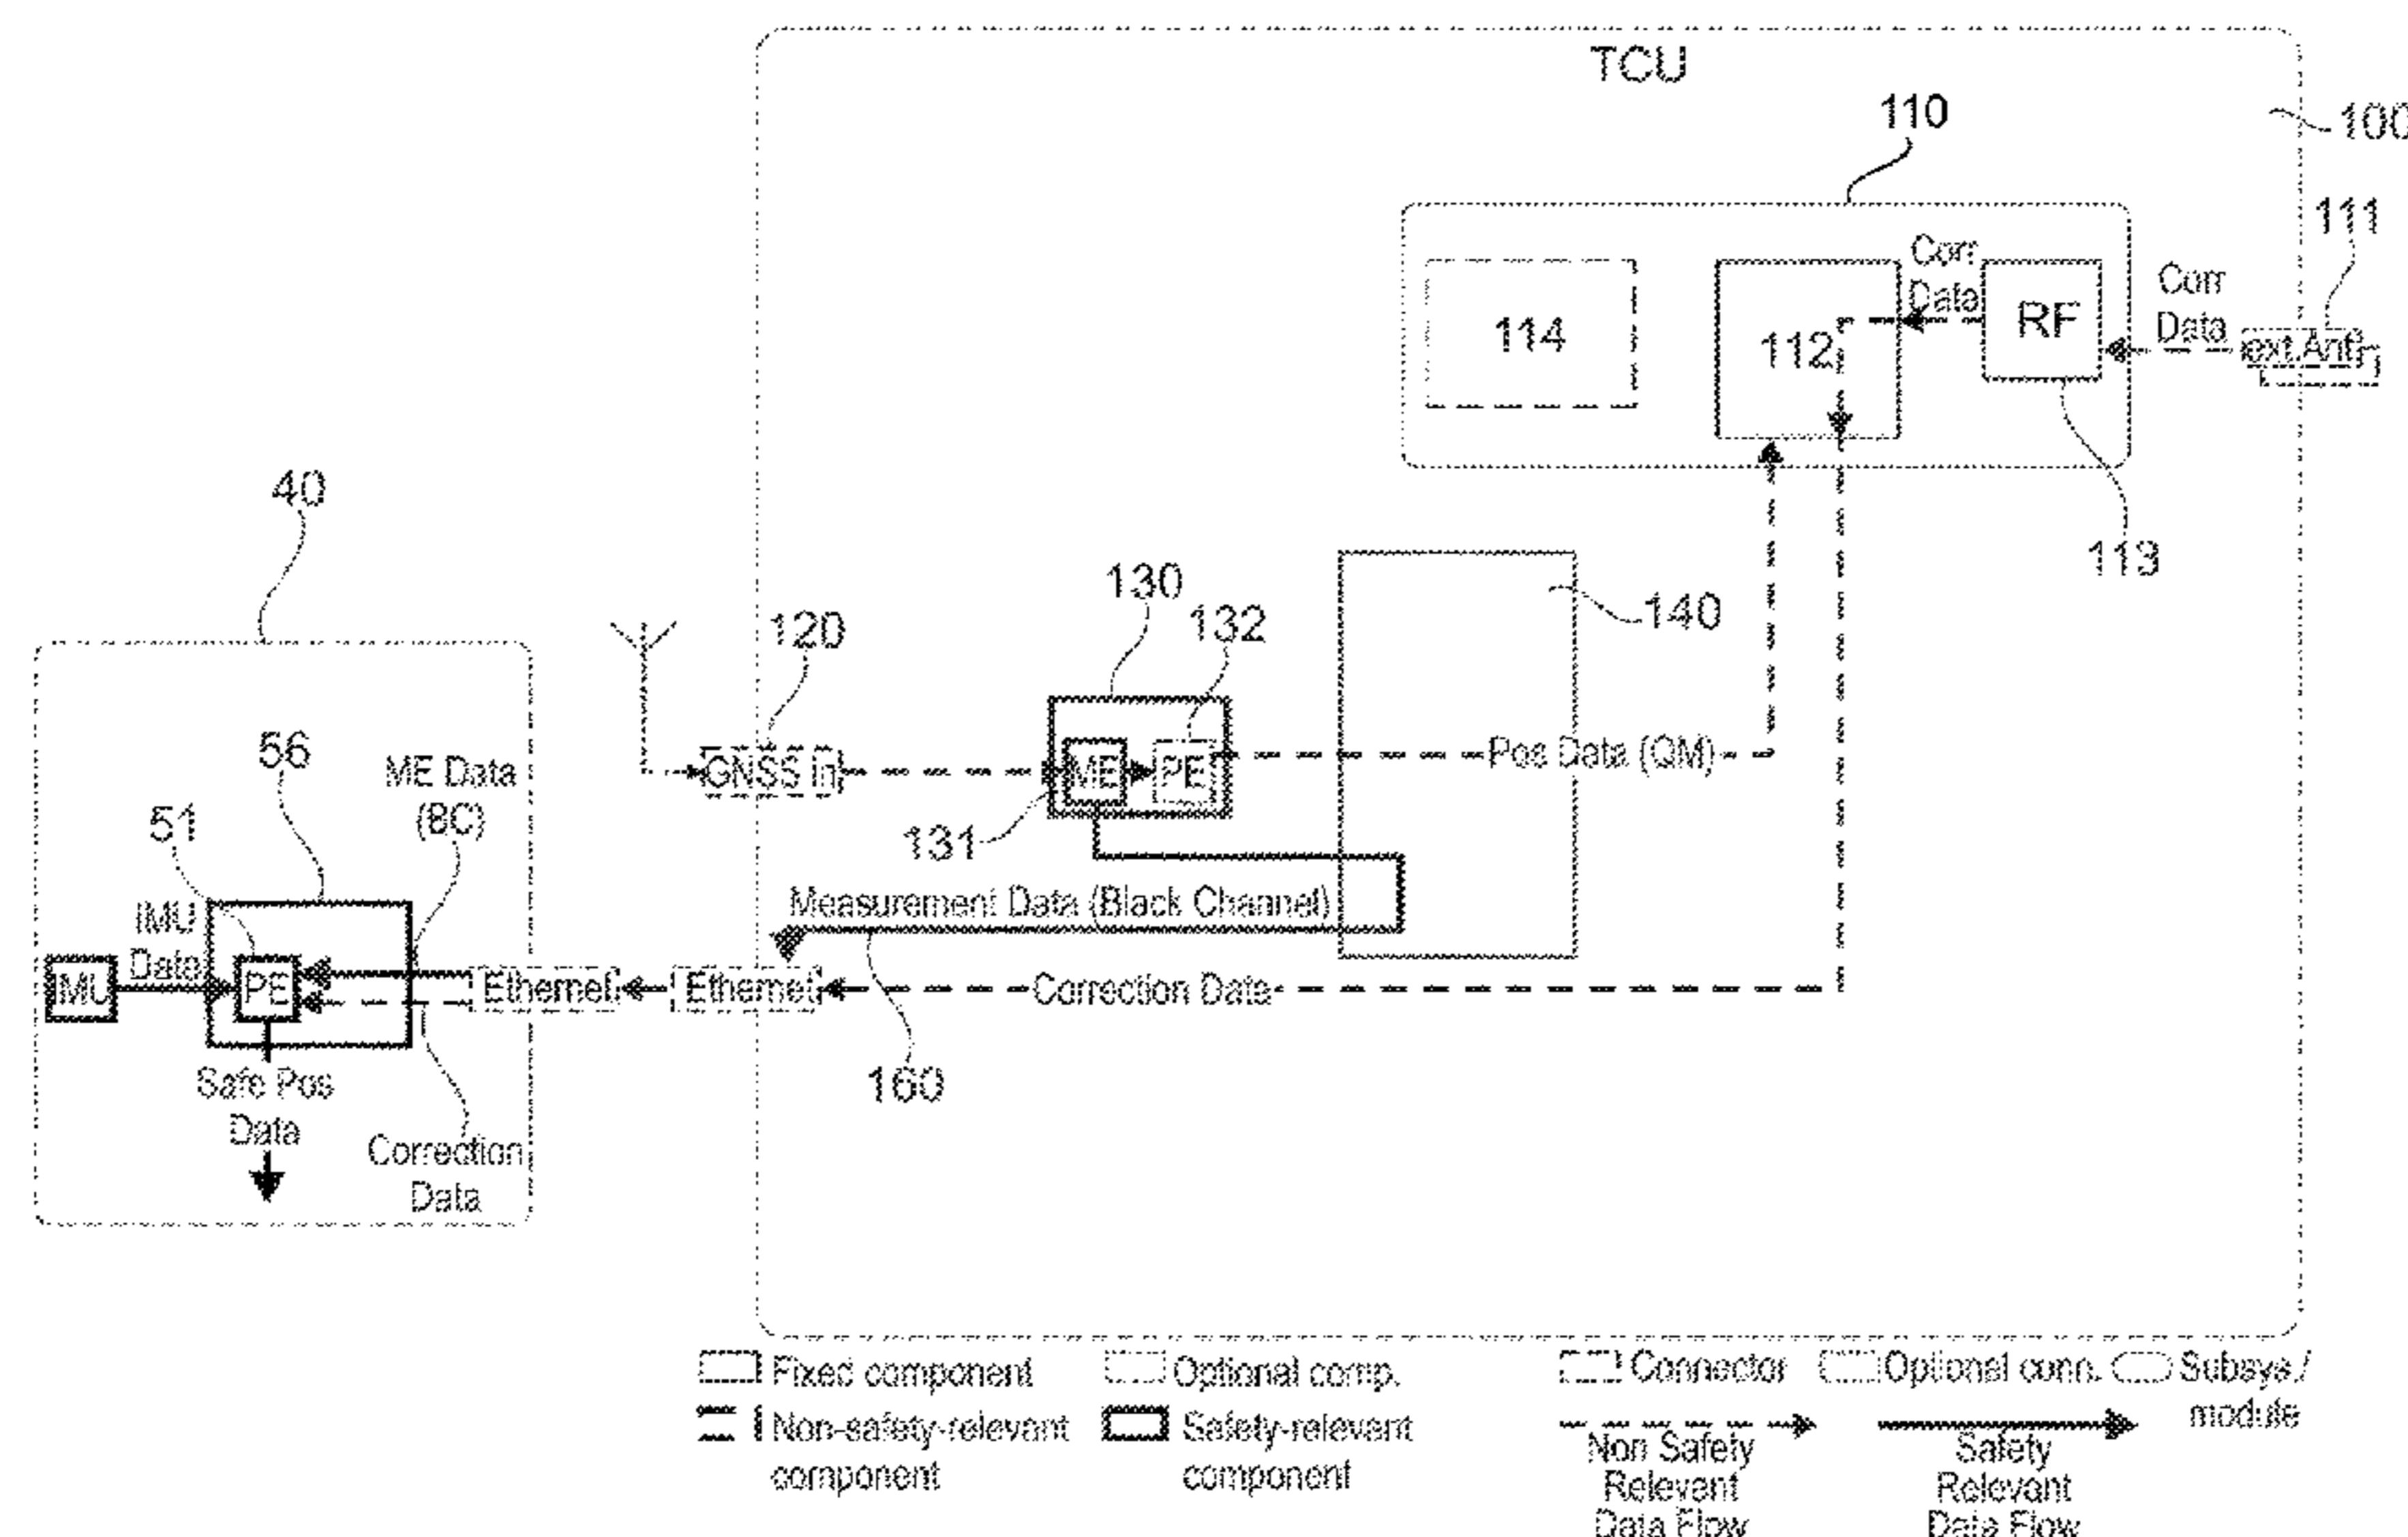 TCU
110
100
111
Corr
Data
Corr
Data
RF
ext.Ant
114
112
113
40
130
132
120
140
56
ME Data
(BC)
51
GNSS In
ME
PE
Pos Data (QM)
131
IMU
Data
Measurement Data (Black Channel)
IMU
PE
Ethernet
Ethernet
Correction Data
160
Safe Pos
Data
Correction
Data
Fixed component
Optional comp.
Connector
Optional conn.
Subsys./
module
Non-safety-relevant
component
Safety-relevant
component
Non Safety
Relevant
Data Flow
Safety
Relevant
Data Flow